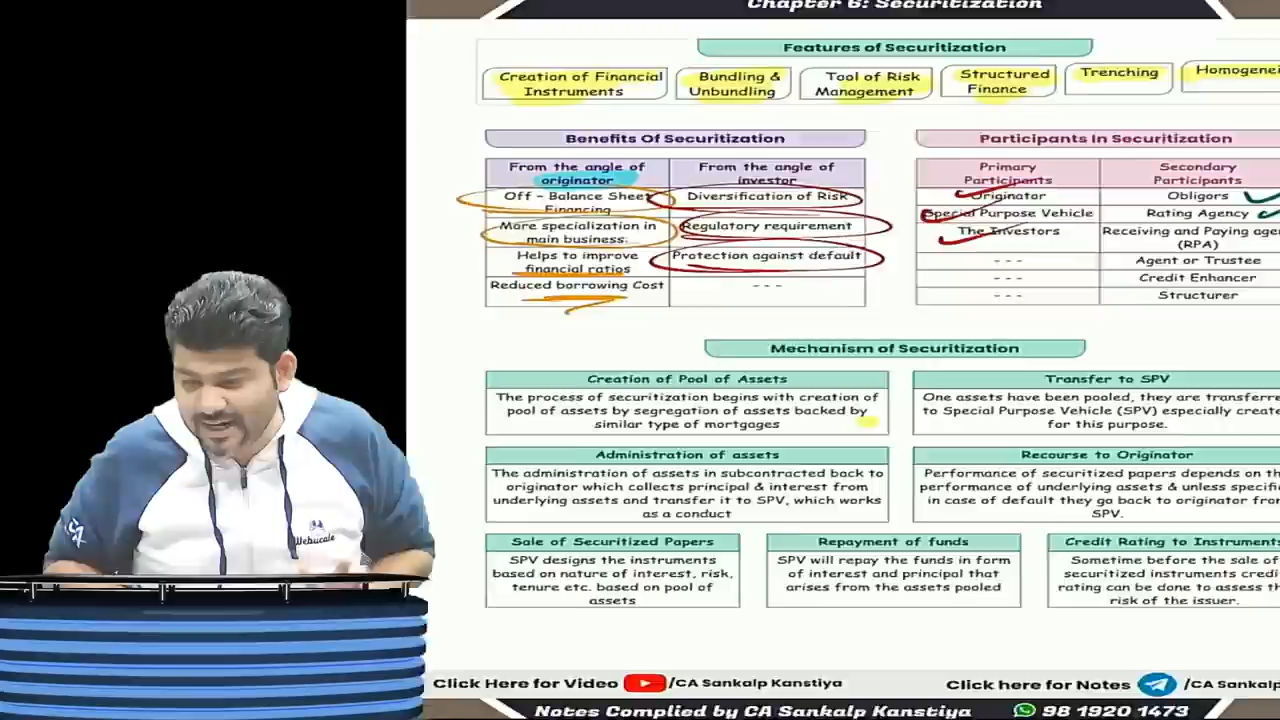 Chapter 6: Securitization
Features of Securitization
Creation of Financial
Instruments
Bundling &
Unbundling
Tool of Risk
Management
Structured
Finance
Trenching
Homogenei
Benefits Of Securitization
From the angle of
originator
From the angle of
investor
Off - Balance Sheet
Financing
Diversification of Risk
More specialization in
main business.
Regulatory requirement
Helps to improve
financial ratios
Protection against default
Reduced borrowing Cost
- - -
Participants In Securitization
Primary
Participants
Secondary
Participants
Originator
Obligors
Special Purpose Vehicle
Rating Agency
The Investors
Receiving and Paying age
(RPA)
- - -
Agent or Trustee
- - -
Credit Enhancer
- - -
Structurer
Mechanism of Securitization
Creation of Pool of Assets
The process of securitization begins with creation of
pool of assets by segregation of assets backed by
similar type of mortgages
Transfer to SPV
One assets have been pooled, they are transferre
to Special Purpose Vehicle (SPV) especially create
for this purpose.
Administration of assets
The administration of assets in subcontracted back to
originator which collects principal & interest from
underlying assets and transfer it to SPV, which works
as a conduct
Recourse to Originator
Performance of securitized papers depends on th
performance of underlying assets & unless specifi
in case of default they go back to originator from
SPV.
Sale of Securitized Papers
SPV designs the instruments
based on nature of interest, risk,
tenure etc. based on pool of
assets
Repayment of funds
SPV will repay the funds in form
of interest and principal that
arises from the assets pooled
Credit Rating to Instruments
Sometime before the sale of
securitized instruments credi
rating can be done to assess th
risk of the issuer.
Webucate
Click Here for Video /CA Sankalp Kanstiya
Click here for Notes /CA Sankalp
Notes Complied by CA Sankalp Kanstiya
98 1920 1473